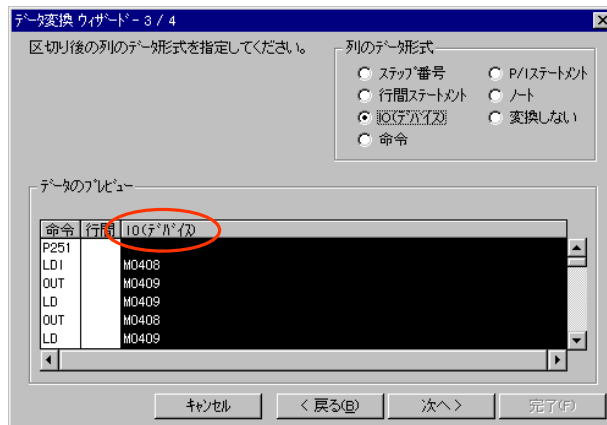 データ変換 ウィザード - 3 / 4
区切り後の列のデータ形式を指定してください。
列のデータ形式
ステップ番号
P/Iステートメント
行間ステートメント
ノート
IO(デバイス)
変換しない
命令
データのプレビュー
命令 行間 IO(デバイス)
P251
LDI M0408
OUT M0409
LD M0409
OUT M0408
LD M0409
キャンセル < 戻る(B) 次へ > 完了(F)